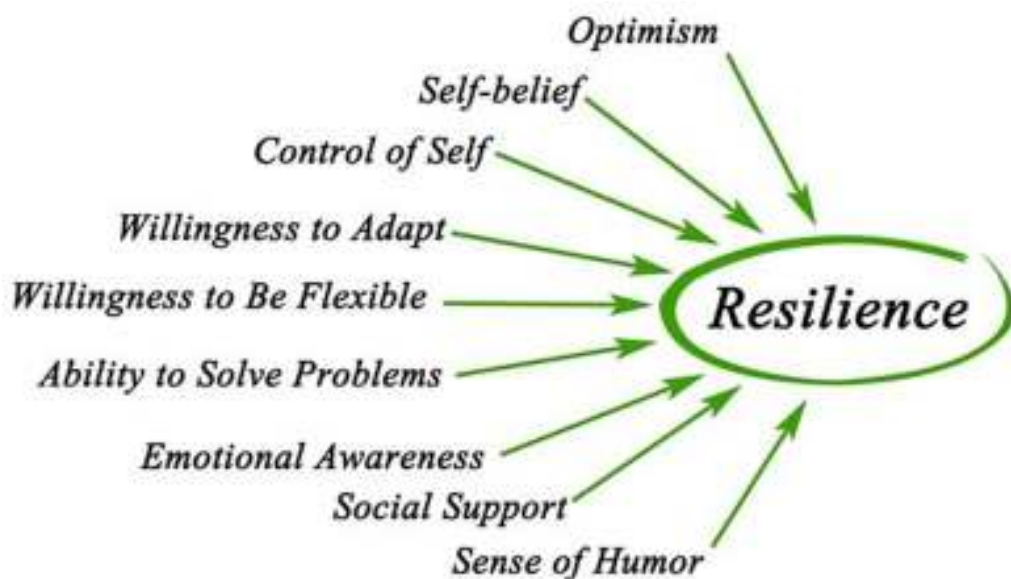 Optimism
Self-belief
Control of Self
Willingness to Adapt
Willingness to Be Flexible
Resilience
Ability to Solve Problems
Emotional Awareness
Social Support
Sense of Humor